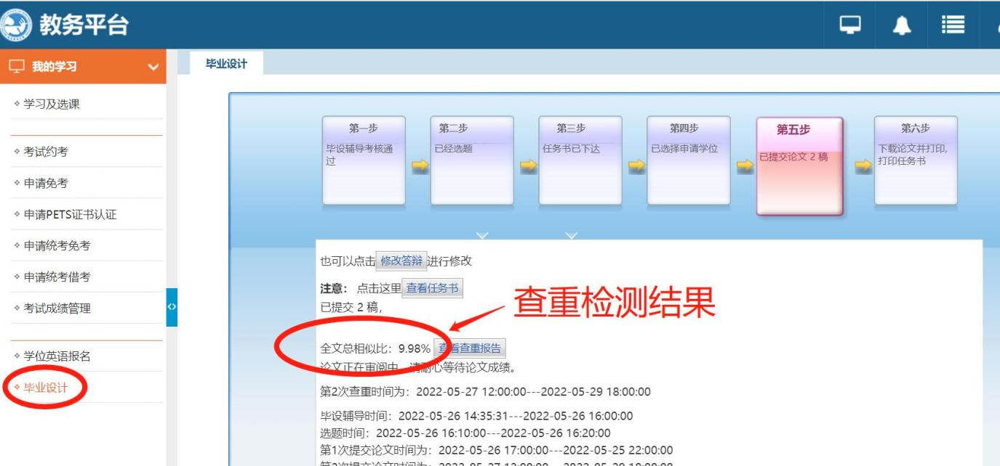 教务平台
我的学习
毕业设计
学习及选课
考试约考
申请免考
申请PETS证书认证
申请统考免考
申请统考借考
考试成绩管理
学位英语报名
毕业设计
第一步
毕设辅导考核通
过
第二步
已经选题
第三步
任务书已下达
第四步
已选择申请学位
第五步
已提交论文 2 稿
第六步
下载论文并打印,
打印任务书
也可以点击 修改答辩 进行修改
注意： 点击这里 查看任务书
已提交 2 稿,
查重检测结果
全文总相似比：9.98% 查看查重报告
论文正在审阅中，请耐心等待论文成绩。
第2次查重时间为：2022-05-27 12:00:00---2022-05-29 18:00:00
毕设辅导时间：2022-05-26 14:35:31---2022-05-26 16:00:00
选题时间：2022-05-26 16:10:00---2022-05-26 16:20:00
第1次提交论文时间为：2022-05-26 17:00:00---2022-05-25 22:00:00